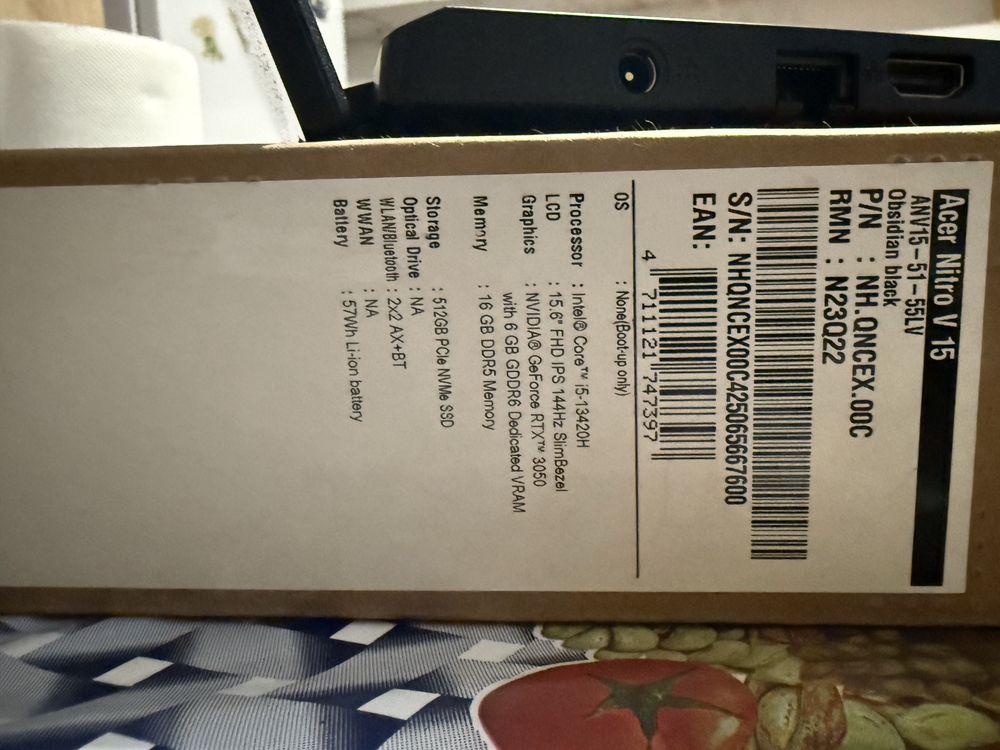 Acer Nitro V 15
ANV15-51-55LV
Obsidian black
P/N : NH.QNCEX.00C
RMN : N23Q22
S/N: NHQNCEX00C425065667600
EAN:
4 711121 747397
OS : None(Boot-up only)
Processor : Intel® Core™ i5-13420H
LCD : 15.6" FHD IPS 144Hz SlimBezel
Graphics : NVIDIA® GeForce RTX™ 3050
with 6 GB GDDR6 Dedicated VRAM
Memory : 16 GB DDR5 Memory
Storage : 512GB PCIe NVMe SSD
Optical Drive : NA
WLAN/Bluetooth : 2x2 AX+BT
WWAN : NA
Battery : 57Wh Li-ion battery